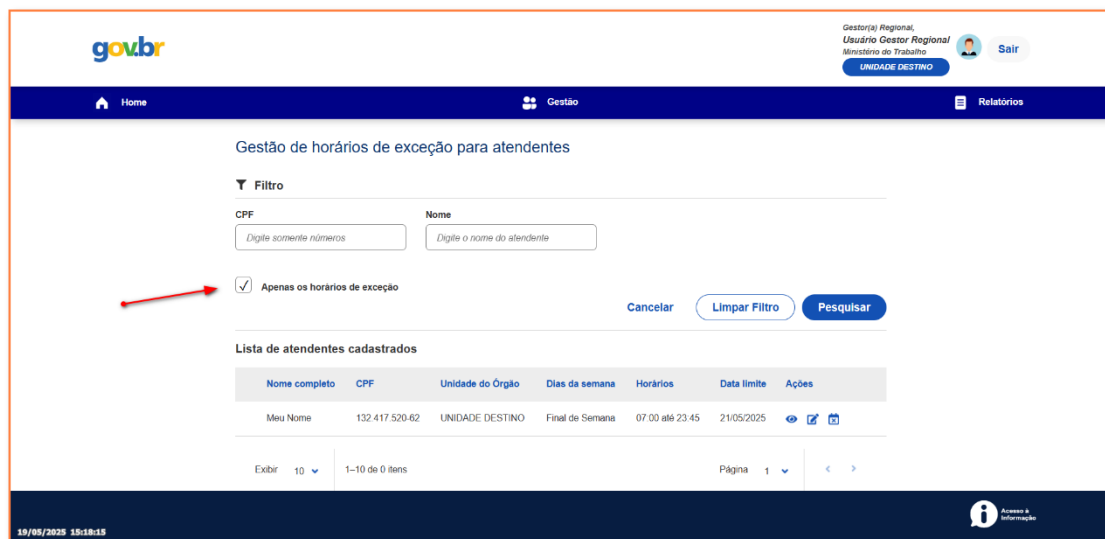 gov.br
Gestor(a) Regional,
Usuário Gestor Regional
Ministério do Trabalho
UNIDADE DESTINO
Sair
Home
Gestão
Relatórios
Gestão de horários de exceção para atendentes
Filtro
CPF
Nome
Digite somente números
Digite o nome do atendente
Apenas os horários de exceção
Cancelar
Limpar Filtro
Pesquisar
Lista de atendentes cadastrados
Nome completo CPF Unidade do Órgão Dias da semana Horários Data limite Ações
Meu Nome 132.417.520-62 UNIDADE DESTINO Final de Semana 07:00 até 23:45 21/05/2025
Exibir 10 1–10 de 0 itens Página 1
Acesso à
Informação
19/05/2025 15:18:15